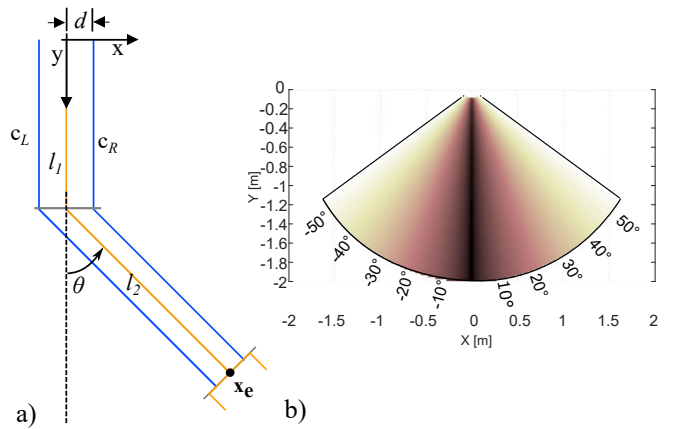 d
x
y
c_L
c_R
l_1
θ
l_2
x_e
a)
0
-0.2
-0.4
-0.6
-0.8
-1
-1.2
-1.4
-1.6
-1.8
-2
Y [m]
-50°
-40°
-30°
-20°
-10°
10°
20°
30°
40°
50°
-2 -1.5 -1 -0.5 0 0.5 1 1.5 2
X [m]
b)